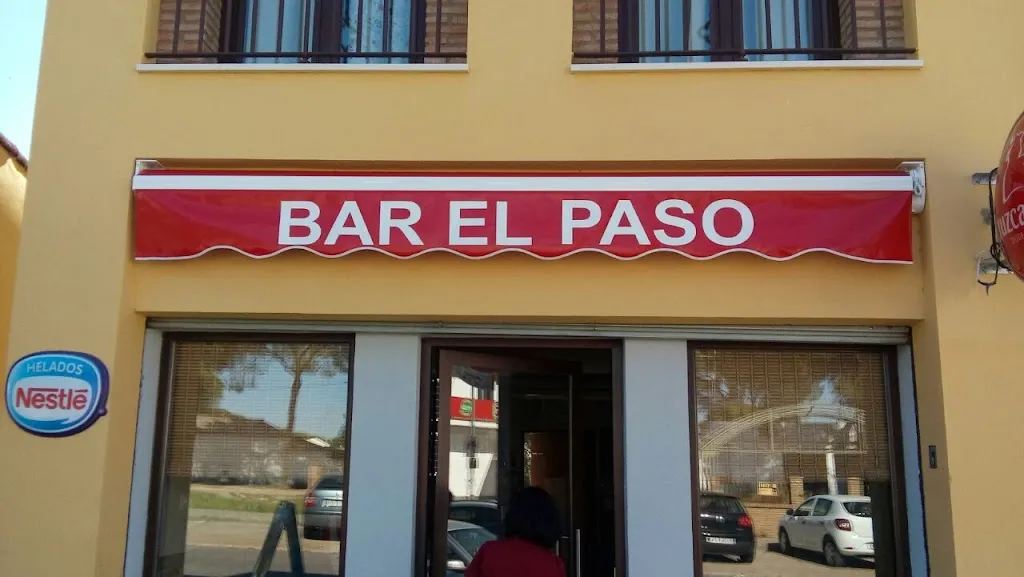 BAR EL PASO
HELADOS
Nestlé